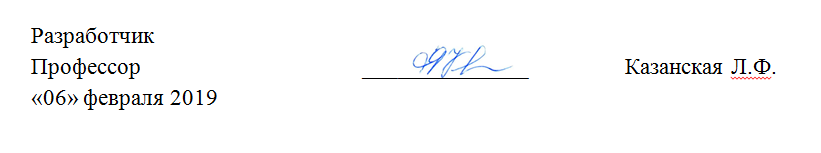 Разработчик
Профессор Казанская Л.Ф.
«06» февраля 2019